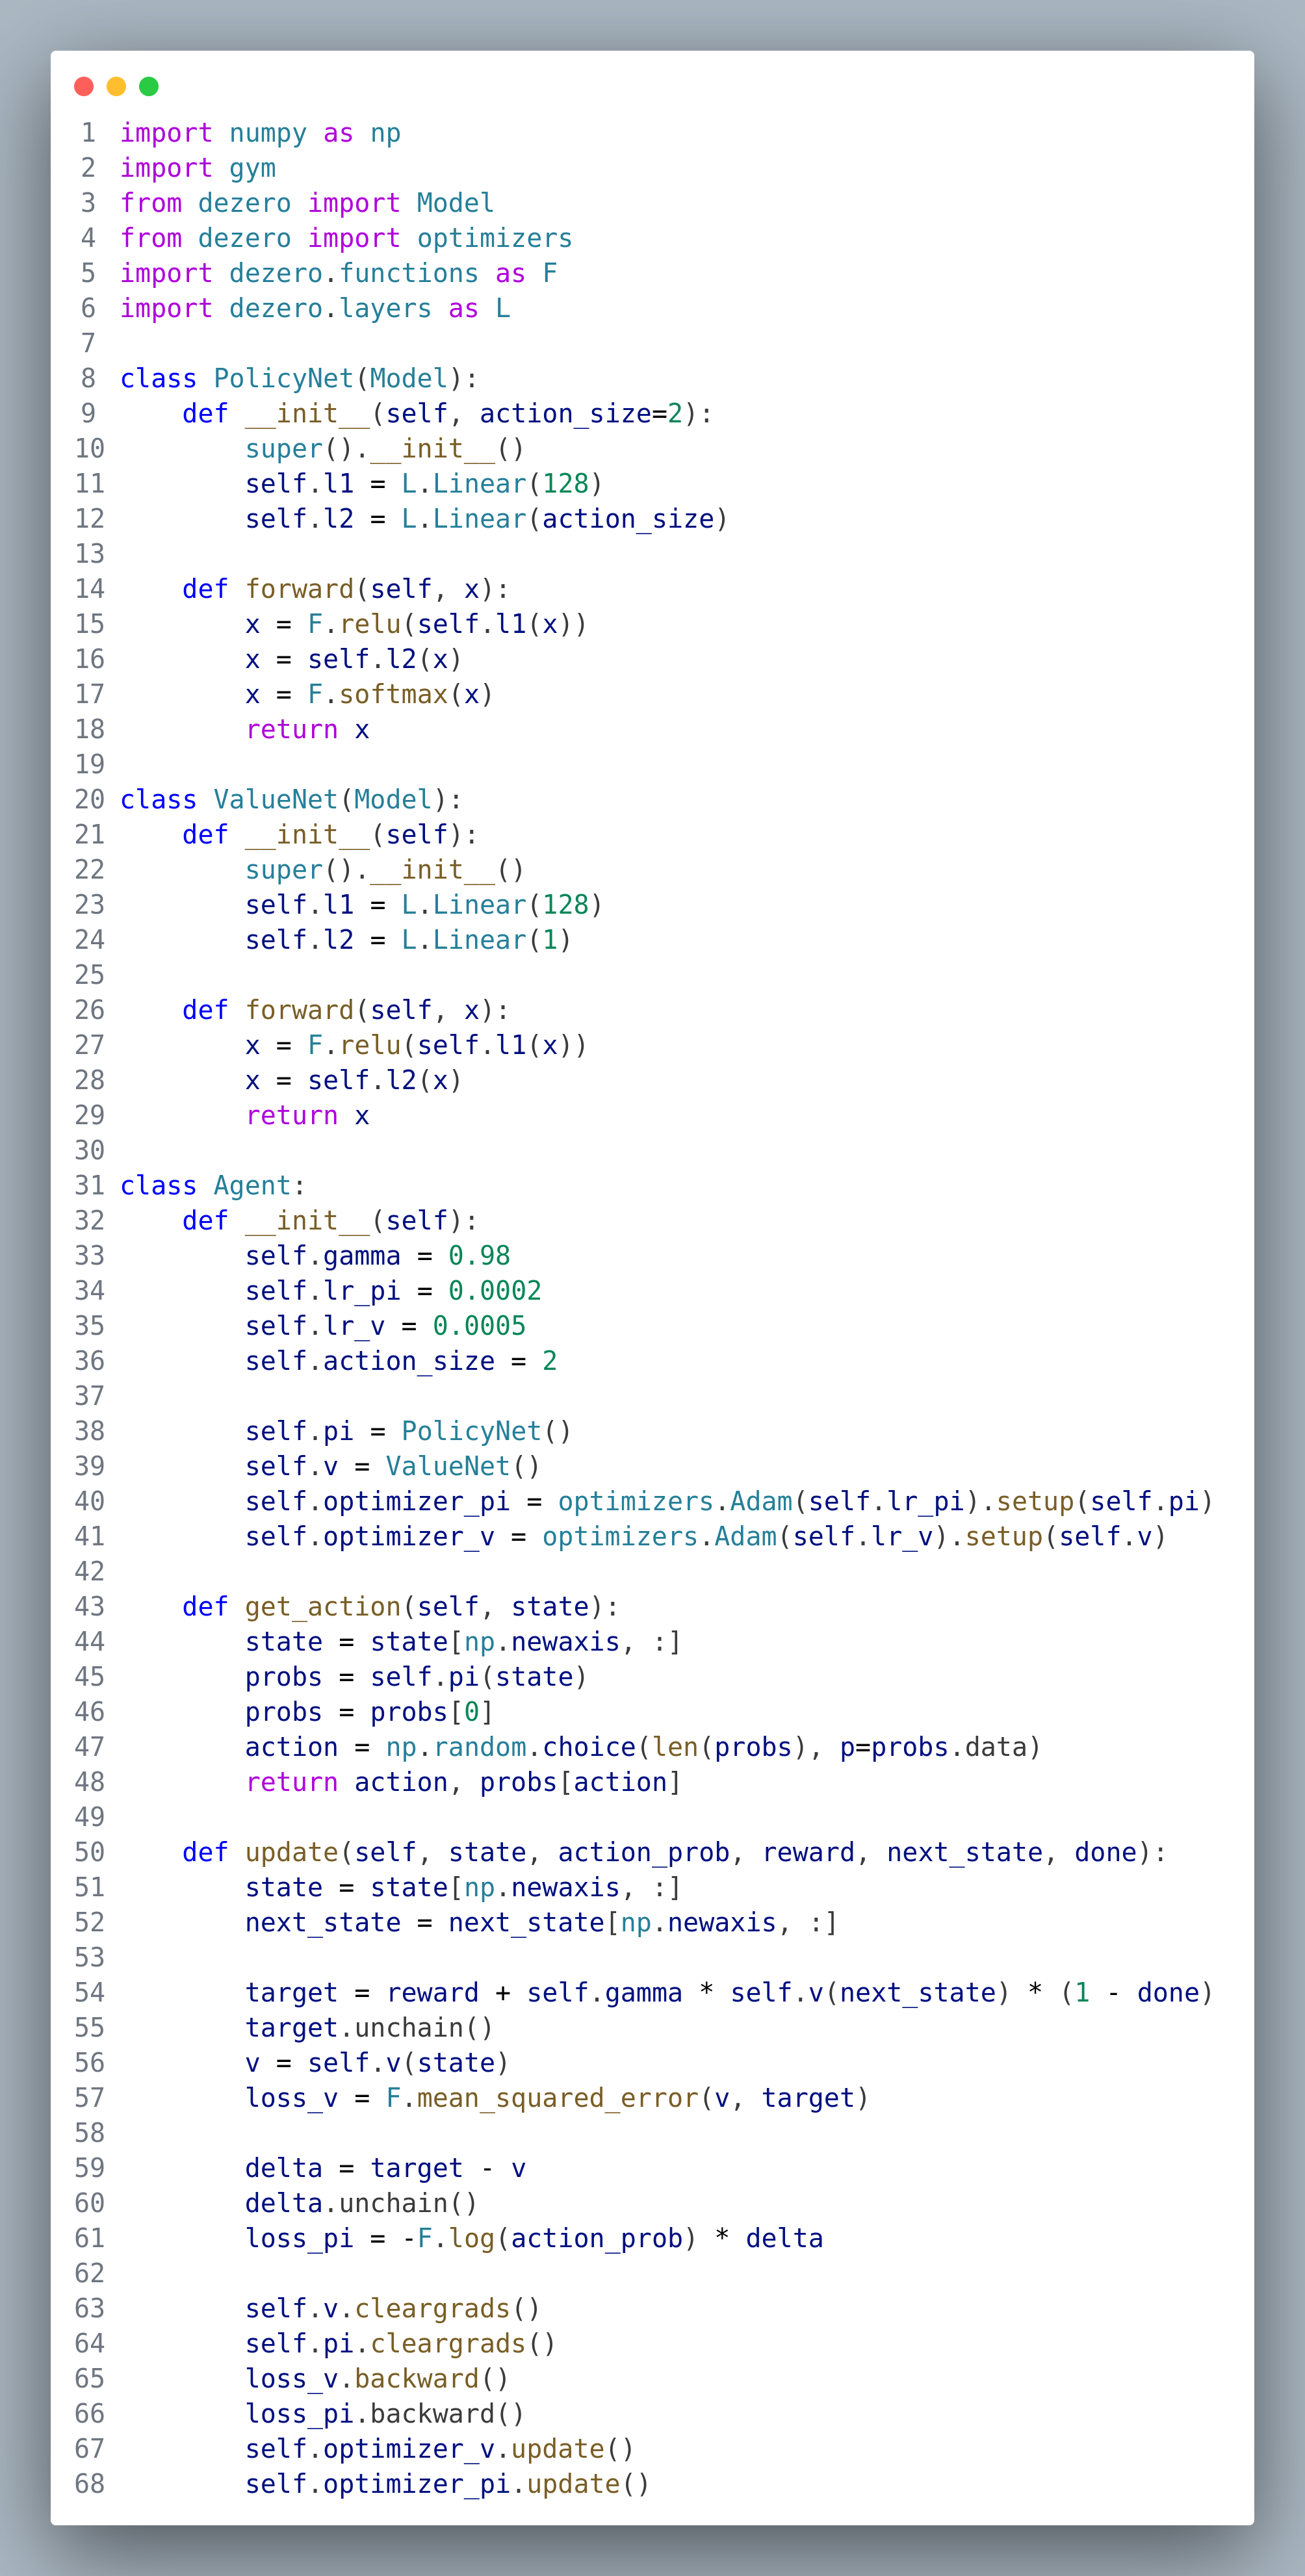 1 import numpy as np
2 import gym
3 from dezero import Model
4 from dezero import optimizers
5 import dezero.functions as F
6 import dezero.layers as L
7
8 class PolicyNet(Model):
9     def __init__(self, action_size=2):
10         super().__init__()
11         self.l1 = L.Linear(128)
12         self.l2 = L.Linear(action_size)
13
14     def forward(self, x):
15         x = F.relu(self.l1(x))
16         x = self.l2(x)
17         x = F.softmax(x)
18         return x
19
20 class ValueNet(Model):
21     def __init__(self):
22         super().__init__()
23         self.l1 = L.Linear(128)
24         self.l2 = L.Linear(1)
25
26     def forward(self, x):
27         x = F.relu(self.l1(x))
28         x = self.l2(x)
29         return x
30
31 class Agent:
32     def __init__(self):
33         self.gamma = 0.98
34         self.lr_pi = 0.0002
35         self.lr_v = 0.0005
36         self.action_size = 2
37
38         self.pi = PolicyNet()
39         self.v = ValueNet()
40         self.optimizer_pi = optimizers.Adam(self.lr_pi).setup(self.pi)
41         self.optimizer_v = optimizers.Adam(self.lr_v).setup(self.v)
42
43     def get_action(self, state):
44         state = state[np.newaxis, :]
45         probs = self.pi(state)
46         probs = probs[0]
47         action = np.random.choice(len(probs), p=probs.data)
48         return action, probs[action]
49
50     def update(self, state, action_prob, reward, next_state, done):
51         state = state[np.newaxis, :]
52         next_state = next_state[np.newaxis, :]
53
54         target = reward + self.gamma * self.v(next_state) * (1 - done)
55         target.unchain()
56         v = self.v(state)
57         loss_v = F.mean_squared_error(v, target)
58
59         delta = target - v
60         delta.unchain()
61         loss_pi = -F.log(action_prob) * delta
62
63         self.v.cleargrads()
64         self.pi.cleargrads()
65         loss_v.backward()
66         loss_pi.backward()
67         self.optimizer_v.update()
68         self.optimizer_pi.update()